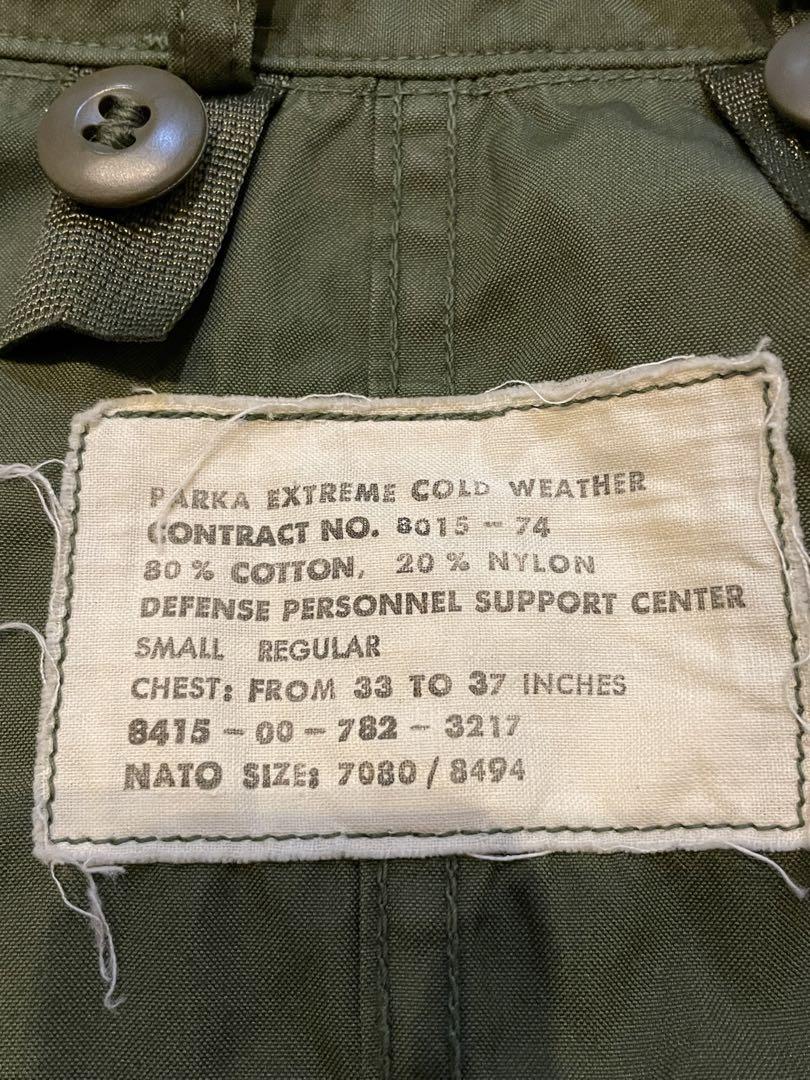 PARKA EXTREME COLD WEATHER
CONTRACT NO. 8015-74
80% COTTON, 20% NYLON
DEFENSE PERSONNEL SUPPORT CENTER
SMALL REGULAR
CHEST: FROM 33 TO 37 INCHES
8415-00-782-3217
NATO SIZE: 7080/8494